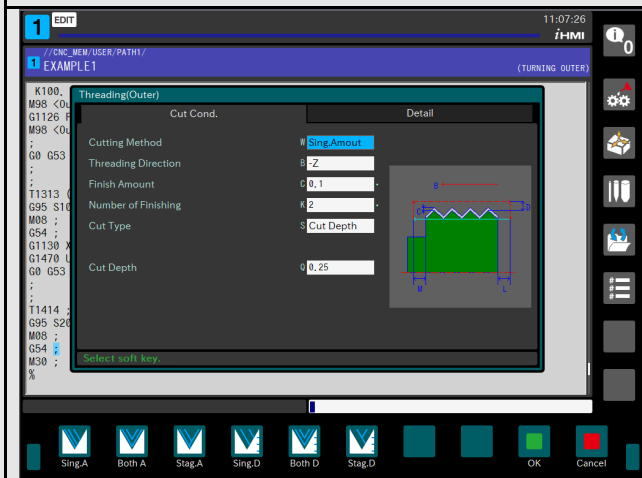 1 EDIT
11:07:26
iHMI
0
//CNC_MEM/USER/PATH1/
1 EXAMPLE1
(TURNING OUTER)
K100.
M98 <Ou
G1126 P
M98 <Ou
;
G0 G53
;
;
T1313 (
G95 S10
M08 ;
G54 ;
G1130 X
G1470 U
G0 G53
;
;
T1414 ;
G95 S20
M08 ;
G54 ;
M30 ;
%
Threading(Outer)
Cut Cond.
Detail
Cutting Method W Sing.Amout
Threading Direction B -Z
Finish Amount C 0.1
Number of Finishing K 2
Cut Type S Cut Depth
Cut Depth Q 0.25
B
C
D
M
L
Select soft key.
Sing.A
Both A
Stag.A
Sing.D
Both D
Stag.D
OK
Cancel